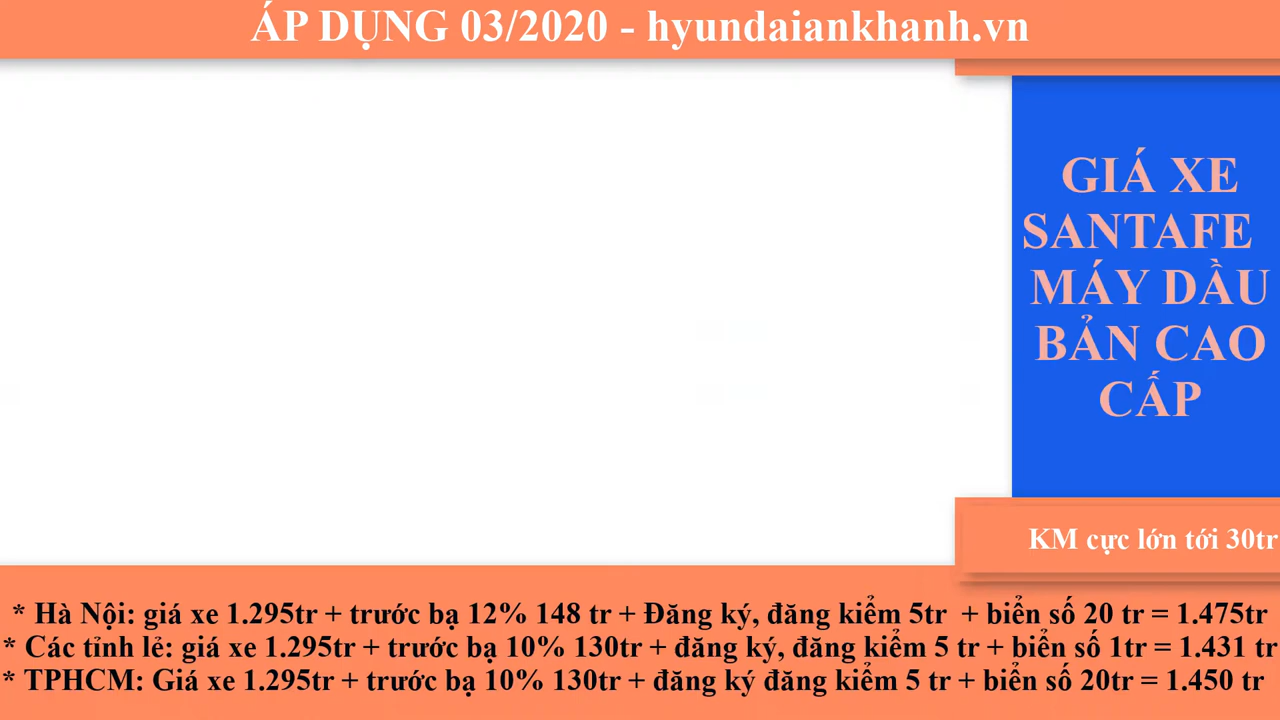 ÁP DỤNG 03/2020 - hyundaiankhanh.vn
GIÁ XE
SANTAFE
MÁY DẦU
BẢN CAO
CẤP
KM cực lớn tới 30tr
* Hà Nội: giá xe 1.295tr + trước bạ 12% 148 tr + Đăng ký, đăng kiểm 5tr + biển số 20 tr = 1.475tr
* Các tỉnh lẻ: giá xe 1.295tr + trước bạ 10% 130tr + đăng ký, đăng kiểm 5 tr + biển số 1tr = 1.431 tr
* TPHCM: Giá xe 1.295tr + trước bạ 10% 130tr + đăng ký đăng kiểm 5 tr + biển số 20tr = 1.450 tr